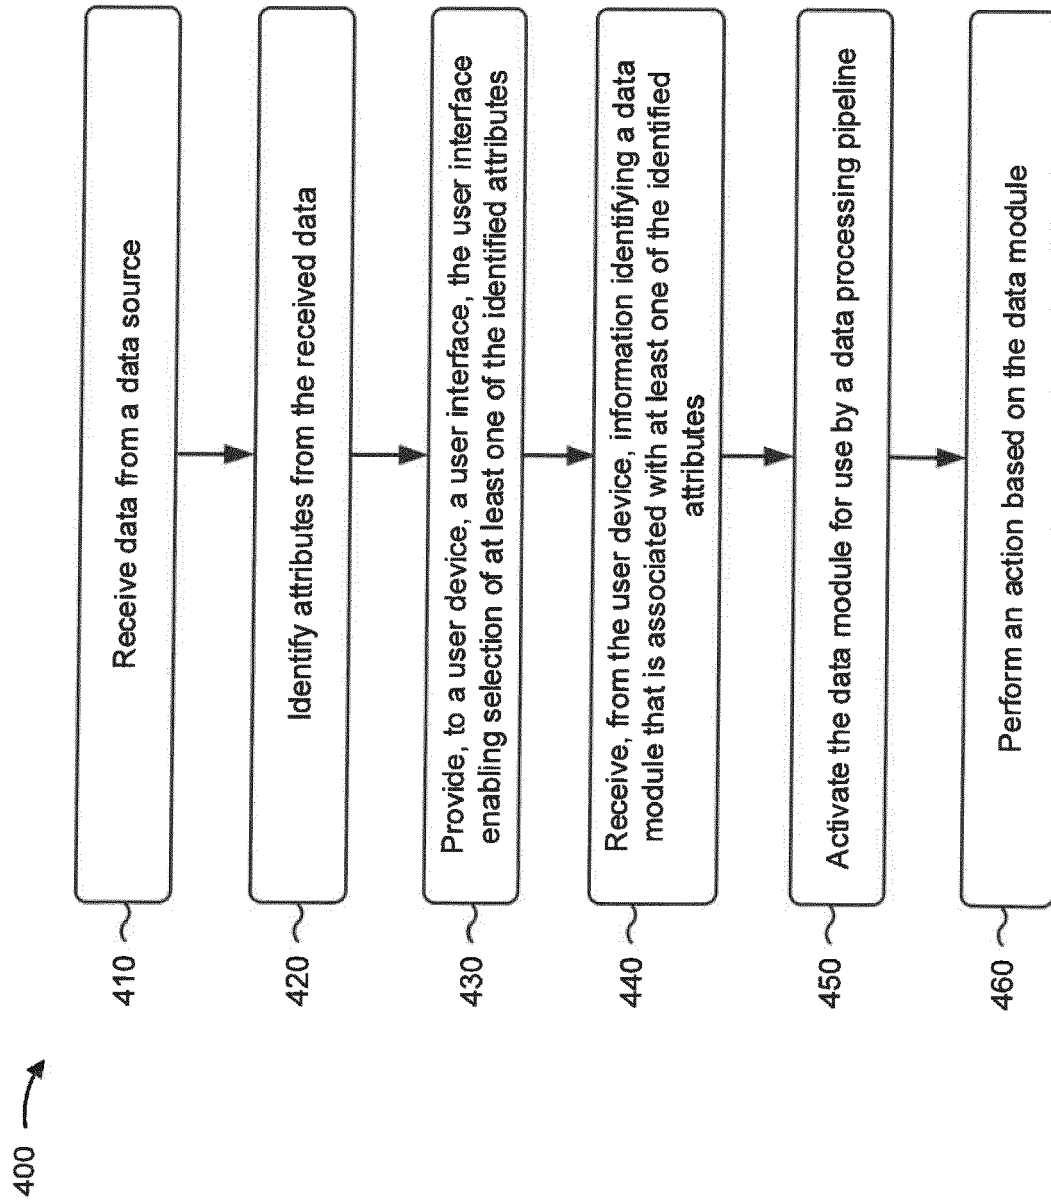 400
410
Receive data from a data source
420
Identify attributes from the received data
430
Provide, to a user device, a user interface, the user interface
enabling selection of at least one of the identified attributes
440
Receive, from the user device, information identifying a data
module that is associated with at least one of the identified
attributes
450
Activate the data module for use by a data processing pipeline
460
Perform an action based on the data module